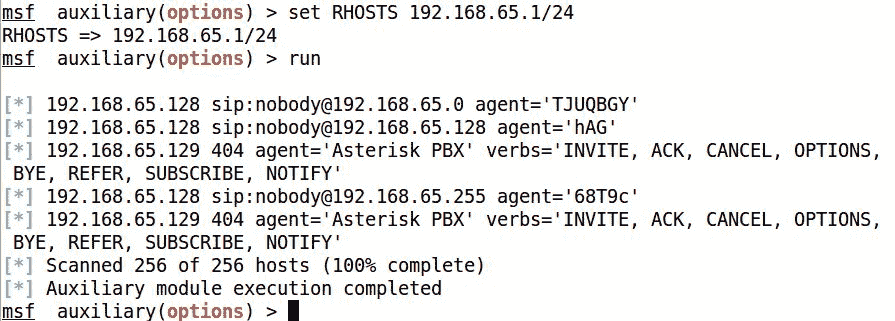 msf  auxiliary(options) > set RHOSTS 192.168.65.1/24
RHOSTS => 192.168.65.1/24
msf  auxiliary(options) > run
[*] 192.168.65.128 sip:nobody@192.168.65.0 agent='TJUQBGY'
[*] 192.168.65.128 sip:nobody@192.168.65.128 agent='hAG'
[*] 192.168.65.129 404 agent='Asterisk PBX' verbs='INVITE, ACK, CANCEL, OPTIONS,
 BYE, REFER, SUBSCRIBE, NOTIFY'
[*] 192.168.65.128 sip:nobody@192.168.65.255 agent='68T9c'
[*] 192.168.65.129 404 agent='Asterisk PBX' verbs='INVITE, ACK, CANCEL, OPTIONS,
 BYE, REFER, SUBSCRIBE, NOTIFY'
[*] Scanned 256 of 256 hosts (100% complete)
[*] Auxiliary module execution completed
msf  auxiliary(options) >